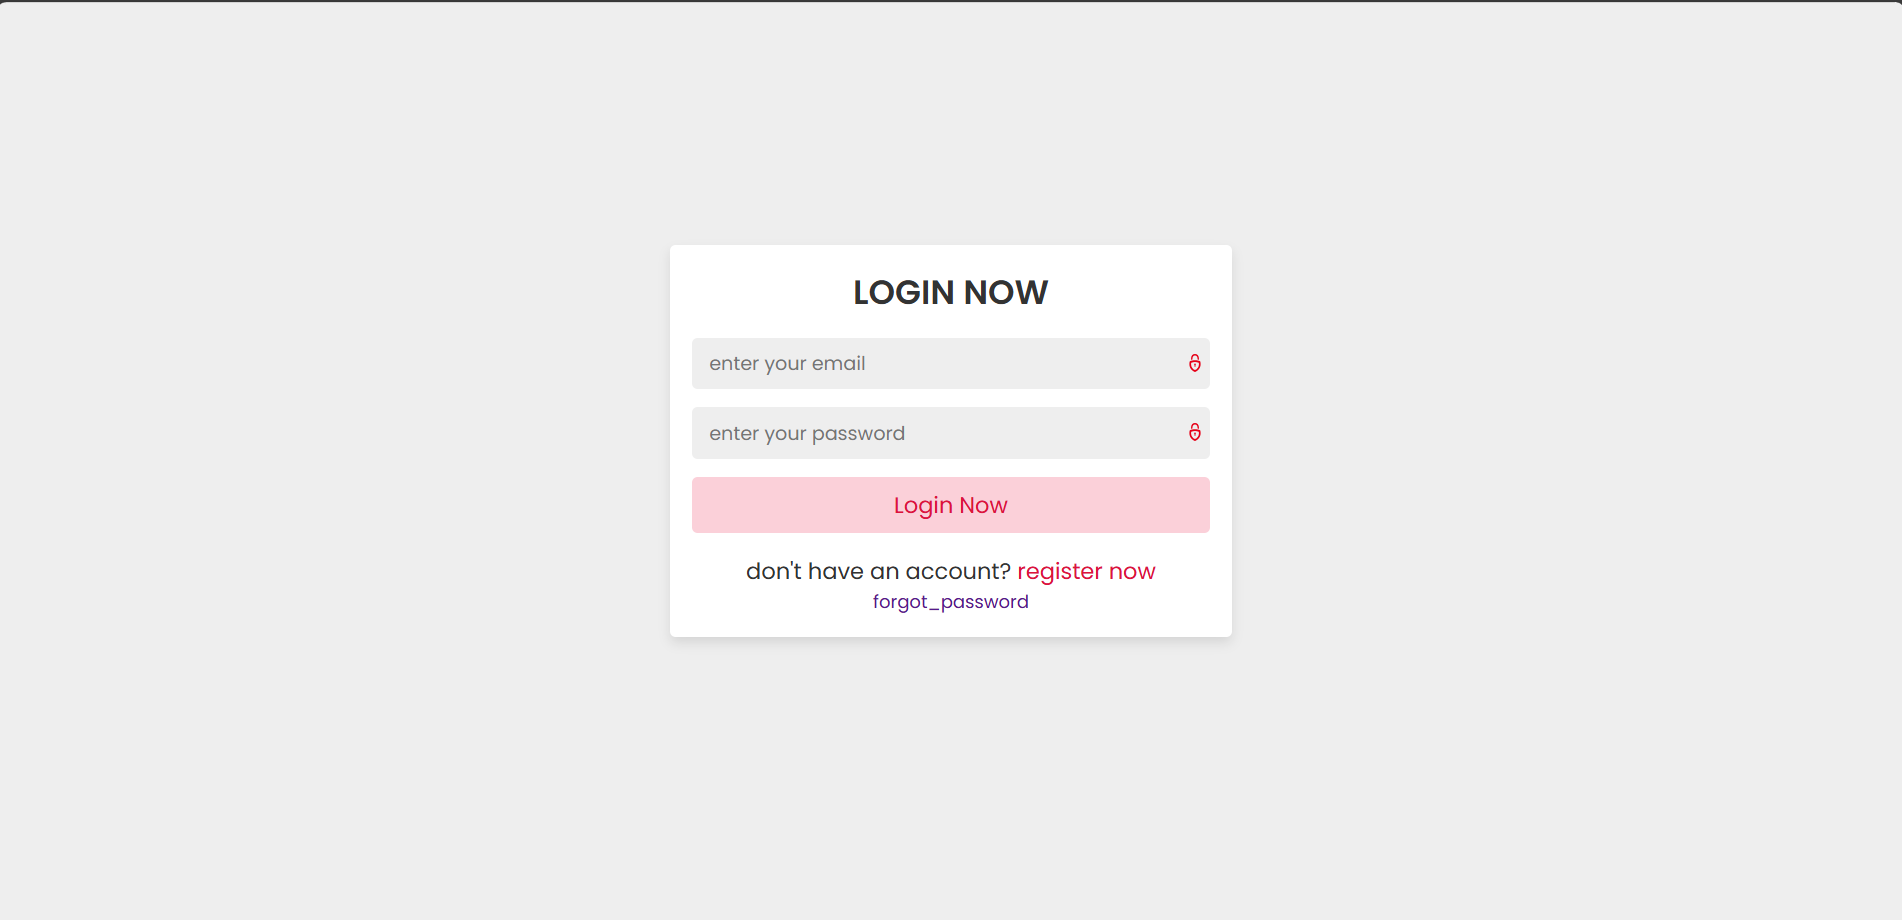 LOGIN NOW
enter your email
enter your password
Login Now
don't have an account? register now
forgot_password